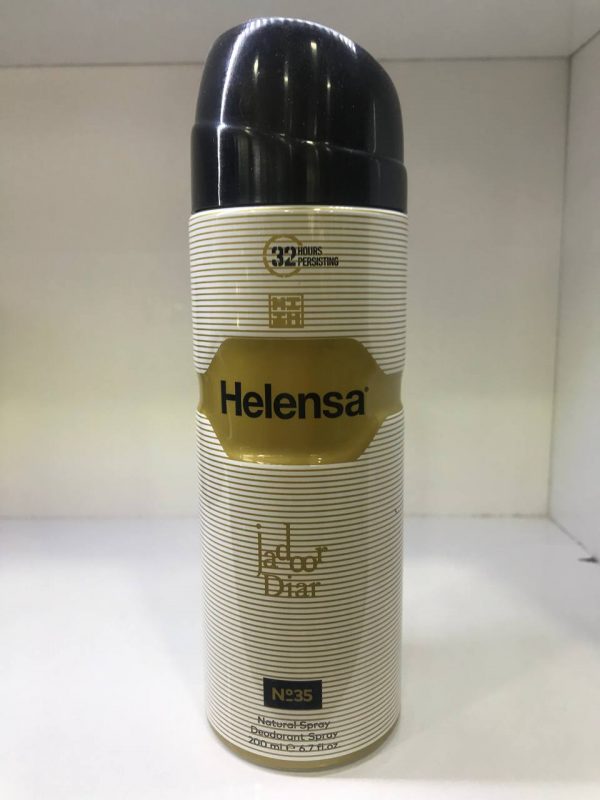 32 HOURS
PERSISTING
Helensa
jadoor
Diar
Nº35
Natural Spray
Deodorant Spray
200 ml ℮ 6.7 fl.oz